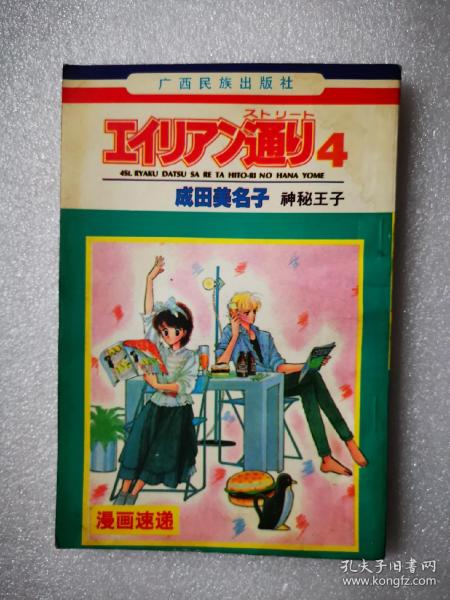 广西民族出版社
ストリート
エイリアン通り4
4SL RYAKU DATSU SA RE TA HITO-RI NO HANA YOME
成田美名子 神秘王子
漫画速递
孔夫子旧书网
www.kongfz.com